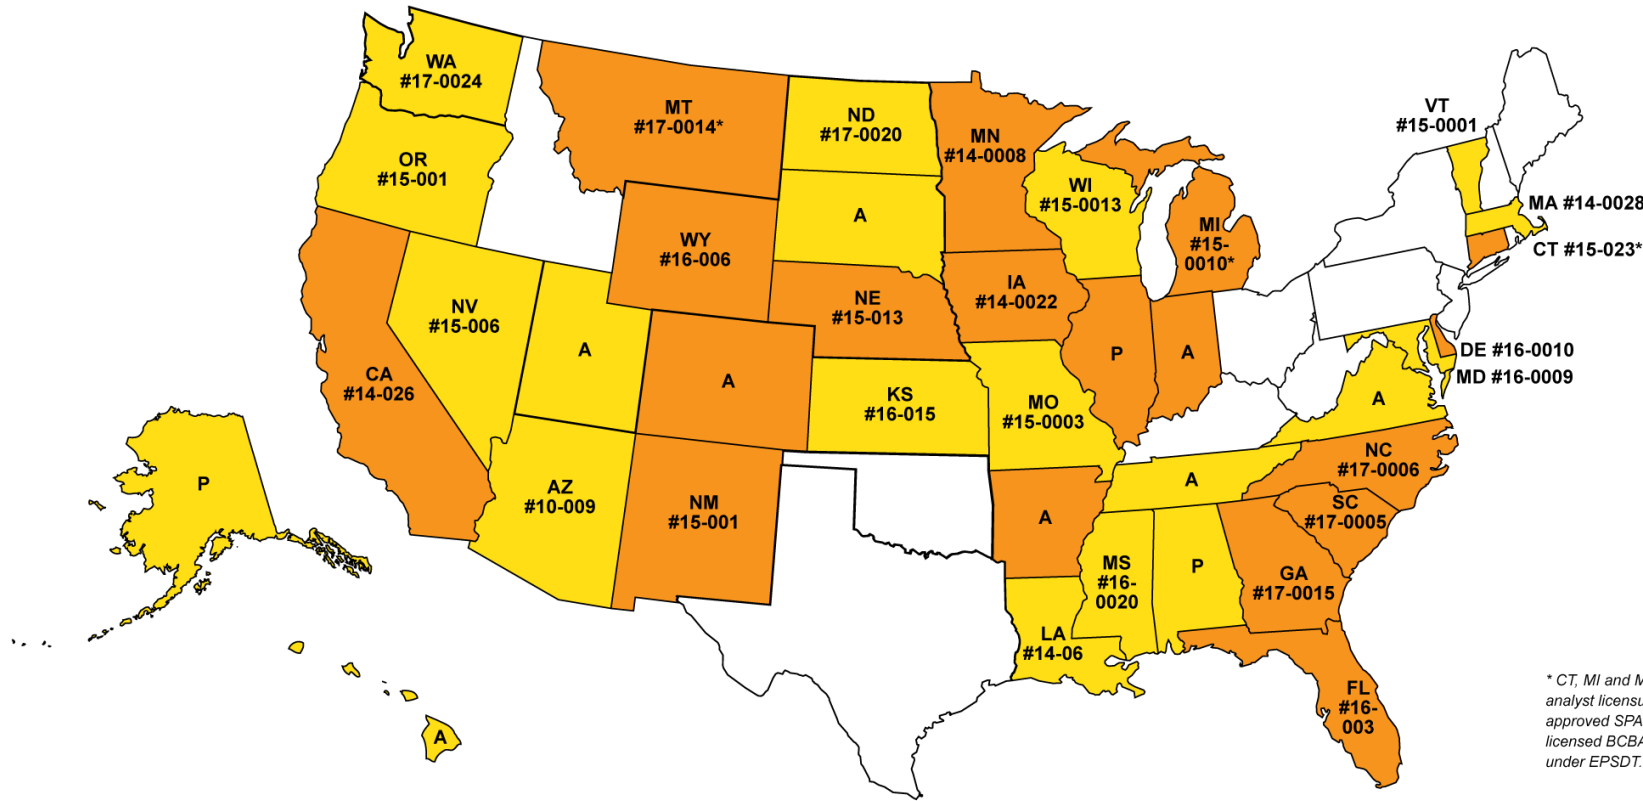 WA
#17-0024
OR
#15-001
MT
#17-0014*
ND
#17-0020
MN
#14-0008
A
WI
#15-0013
MI
#15-
0010*
VT
#15-0001
MA #14-0028
CT #15-023*
WY
#16-006
NE
#15-013
IA
#14-0022
NV
#15-006
A
A
CA
#14-026
KS
#16-015
MO
#15-0003
P
A
DE #16-0010
MD #16-0009
A
P
AZ
#10-009
NM
#15-001
A
A
NC
#17-0006
SC
#17-0005
MS
#16-
0020
P
GA
#17-0015
LA
#14-06
FL
#16-
003
A
* CT, MI and M
analyst licensu
approved SPA
licensed BCBA
under EPSDT.